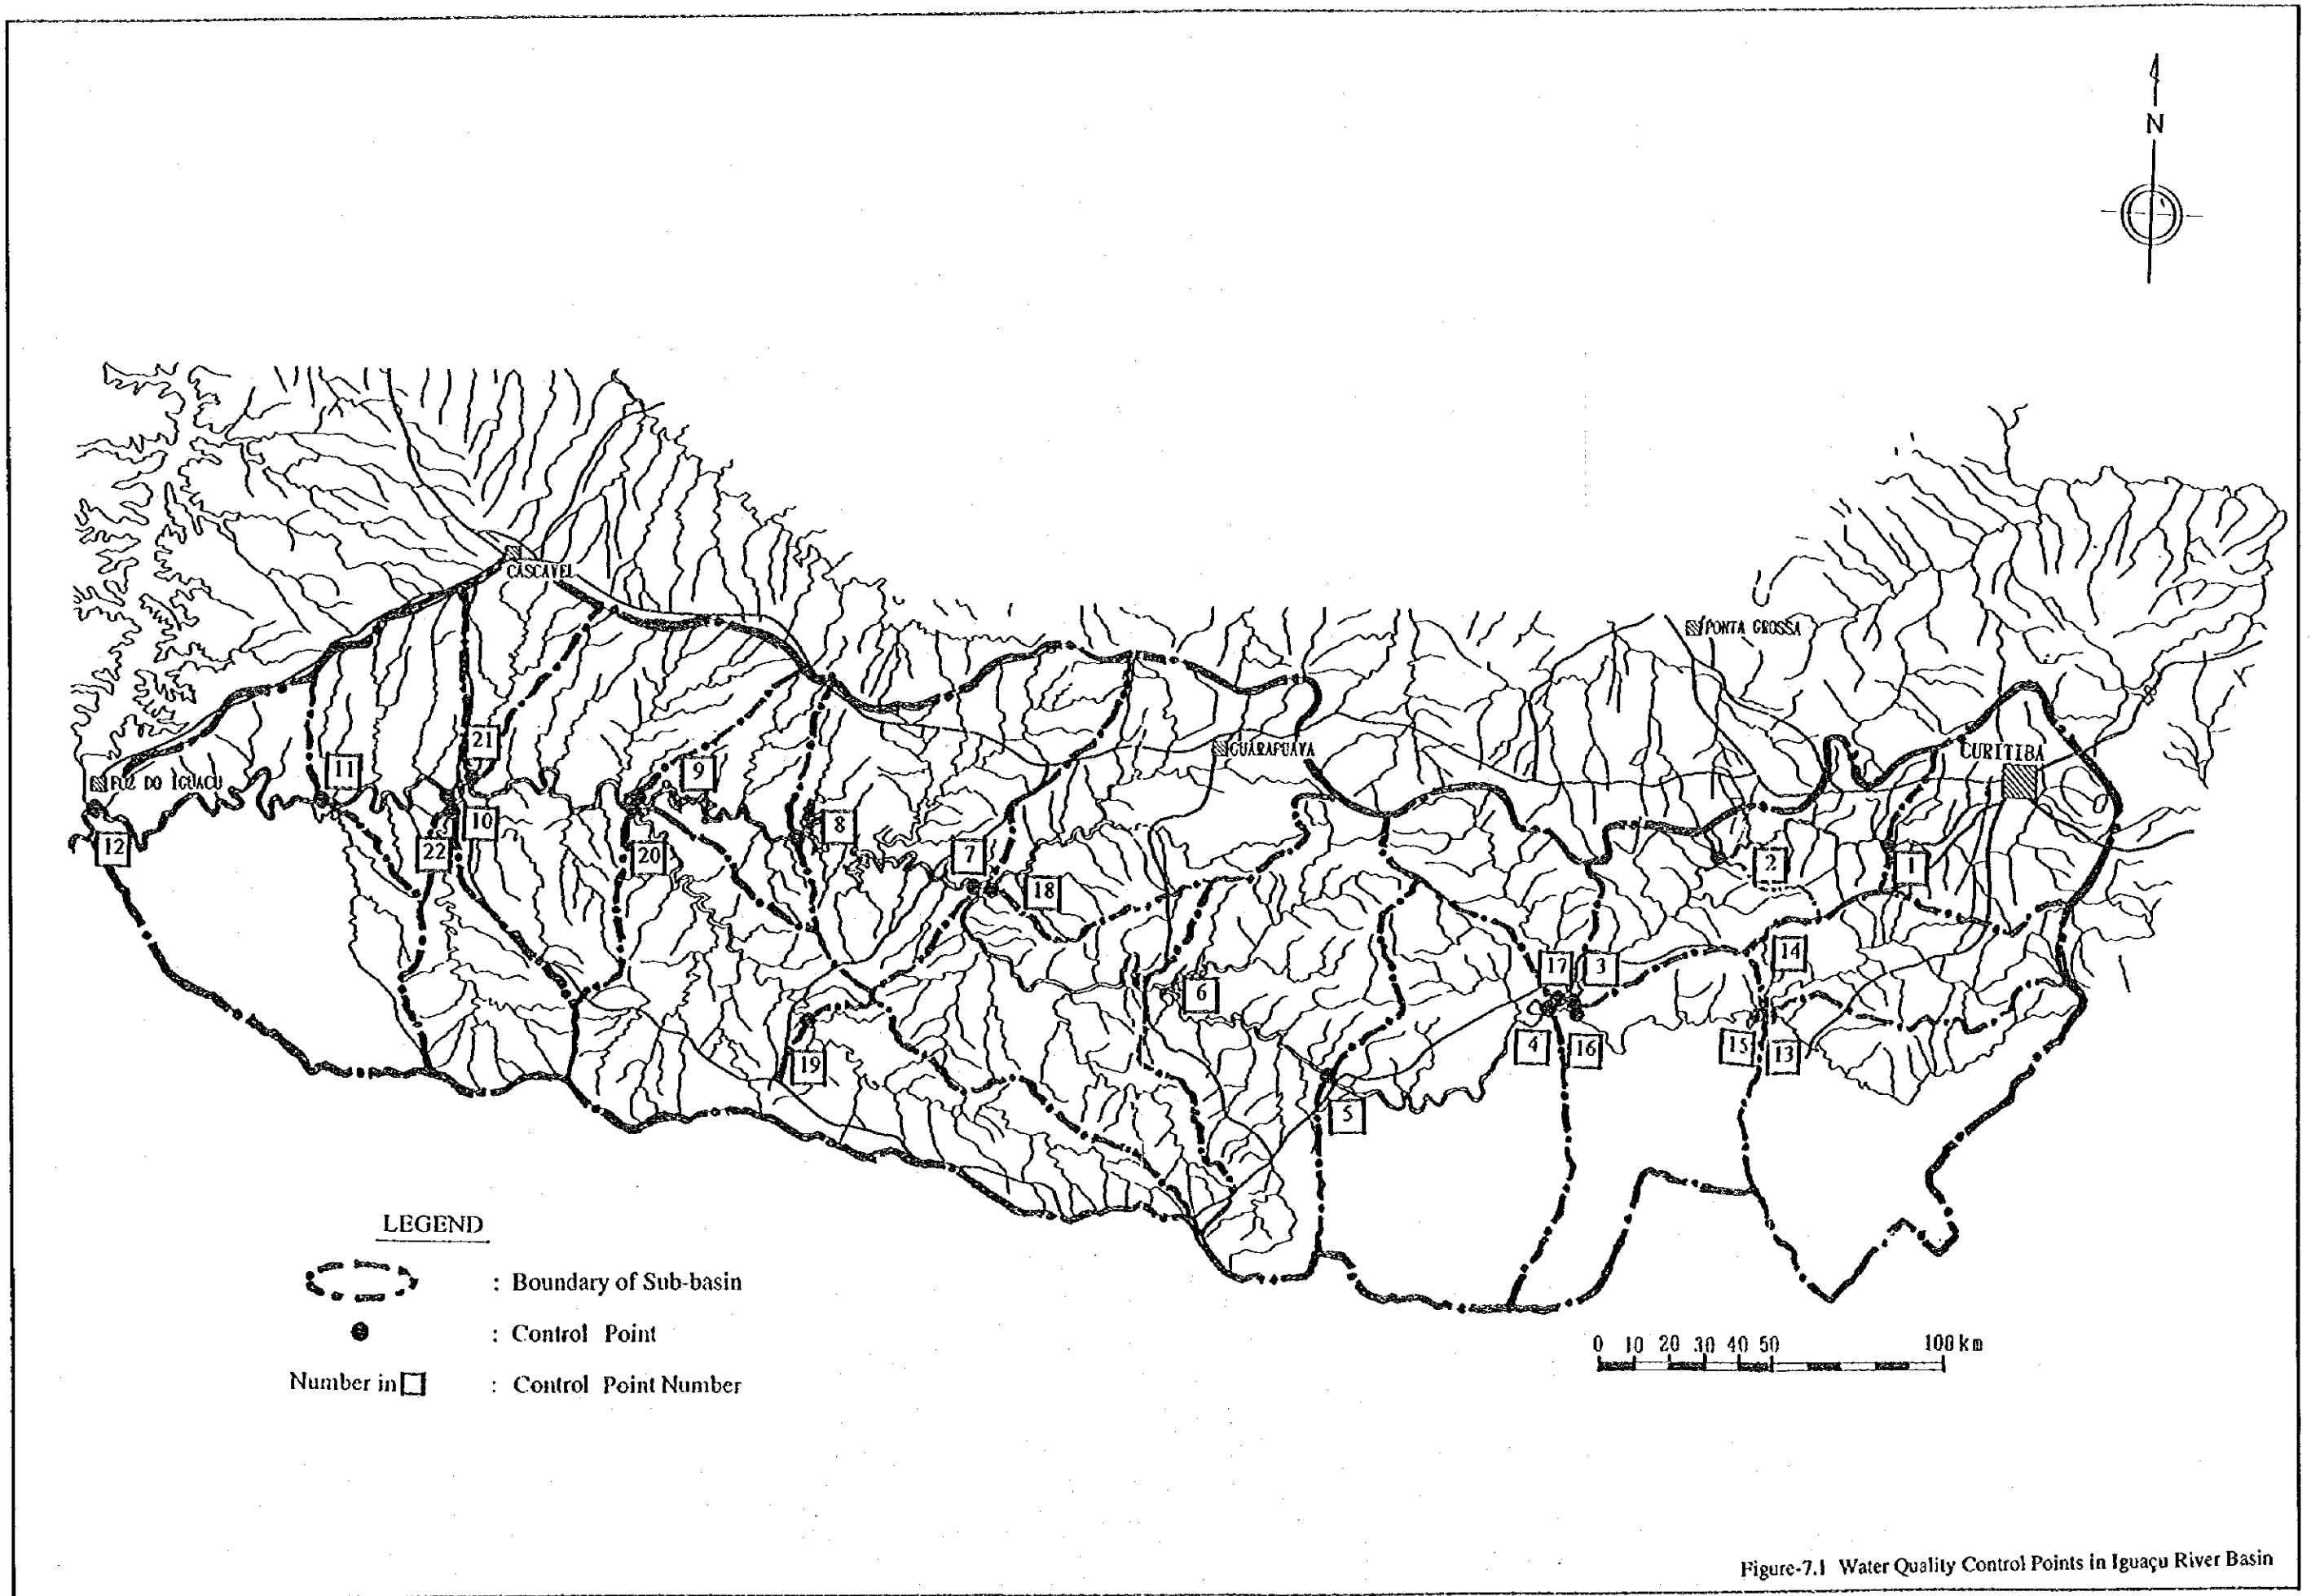 N
CASCAVEL
PONTA GROSSA
GUARAPUAVA
CURITIBA
FOZ DO IGUAÇU
21
11
9
10
8
12
22
20
7
18
2
1
17
3
14
6
4
16
15
13
19
5
LEGEND
: Boundary of Sub-basin
: Control Point
Number in □ : Control Point Number
0 10 20 30 40 50 100 km
Figure-7.1 Water Quality Control Points in Iguaçu River Basin